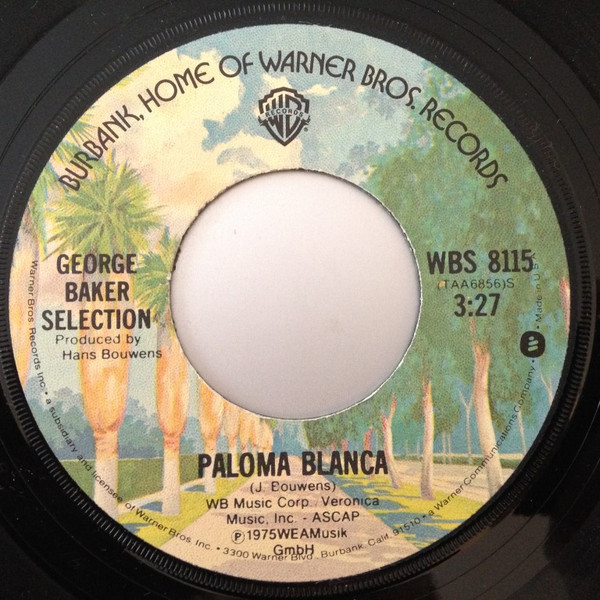 BURBANK, HOME OF WARNER BROS. RECORDS
WB
RECORDS
GEORGE
BAKER
SELECTION
Produced by
Hans Bouwens
WBS 8115
(TAA6856)S
3:27
PALOMA BLANCA
(J. Bouwens)
WB Music Corp., Veronica
Music, Inc. - ASCAP
℗1975WEAMusik
GmbH
Warner Bros. Records Inc. • a subsidiary and licensee of Warner Bros. Inc. • 3300 Warner Blvd., Burbank, Calif. 91510 • a Warner Communications Company • Made in U.S.A.